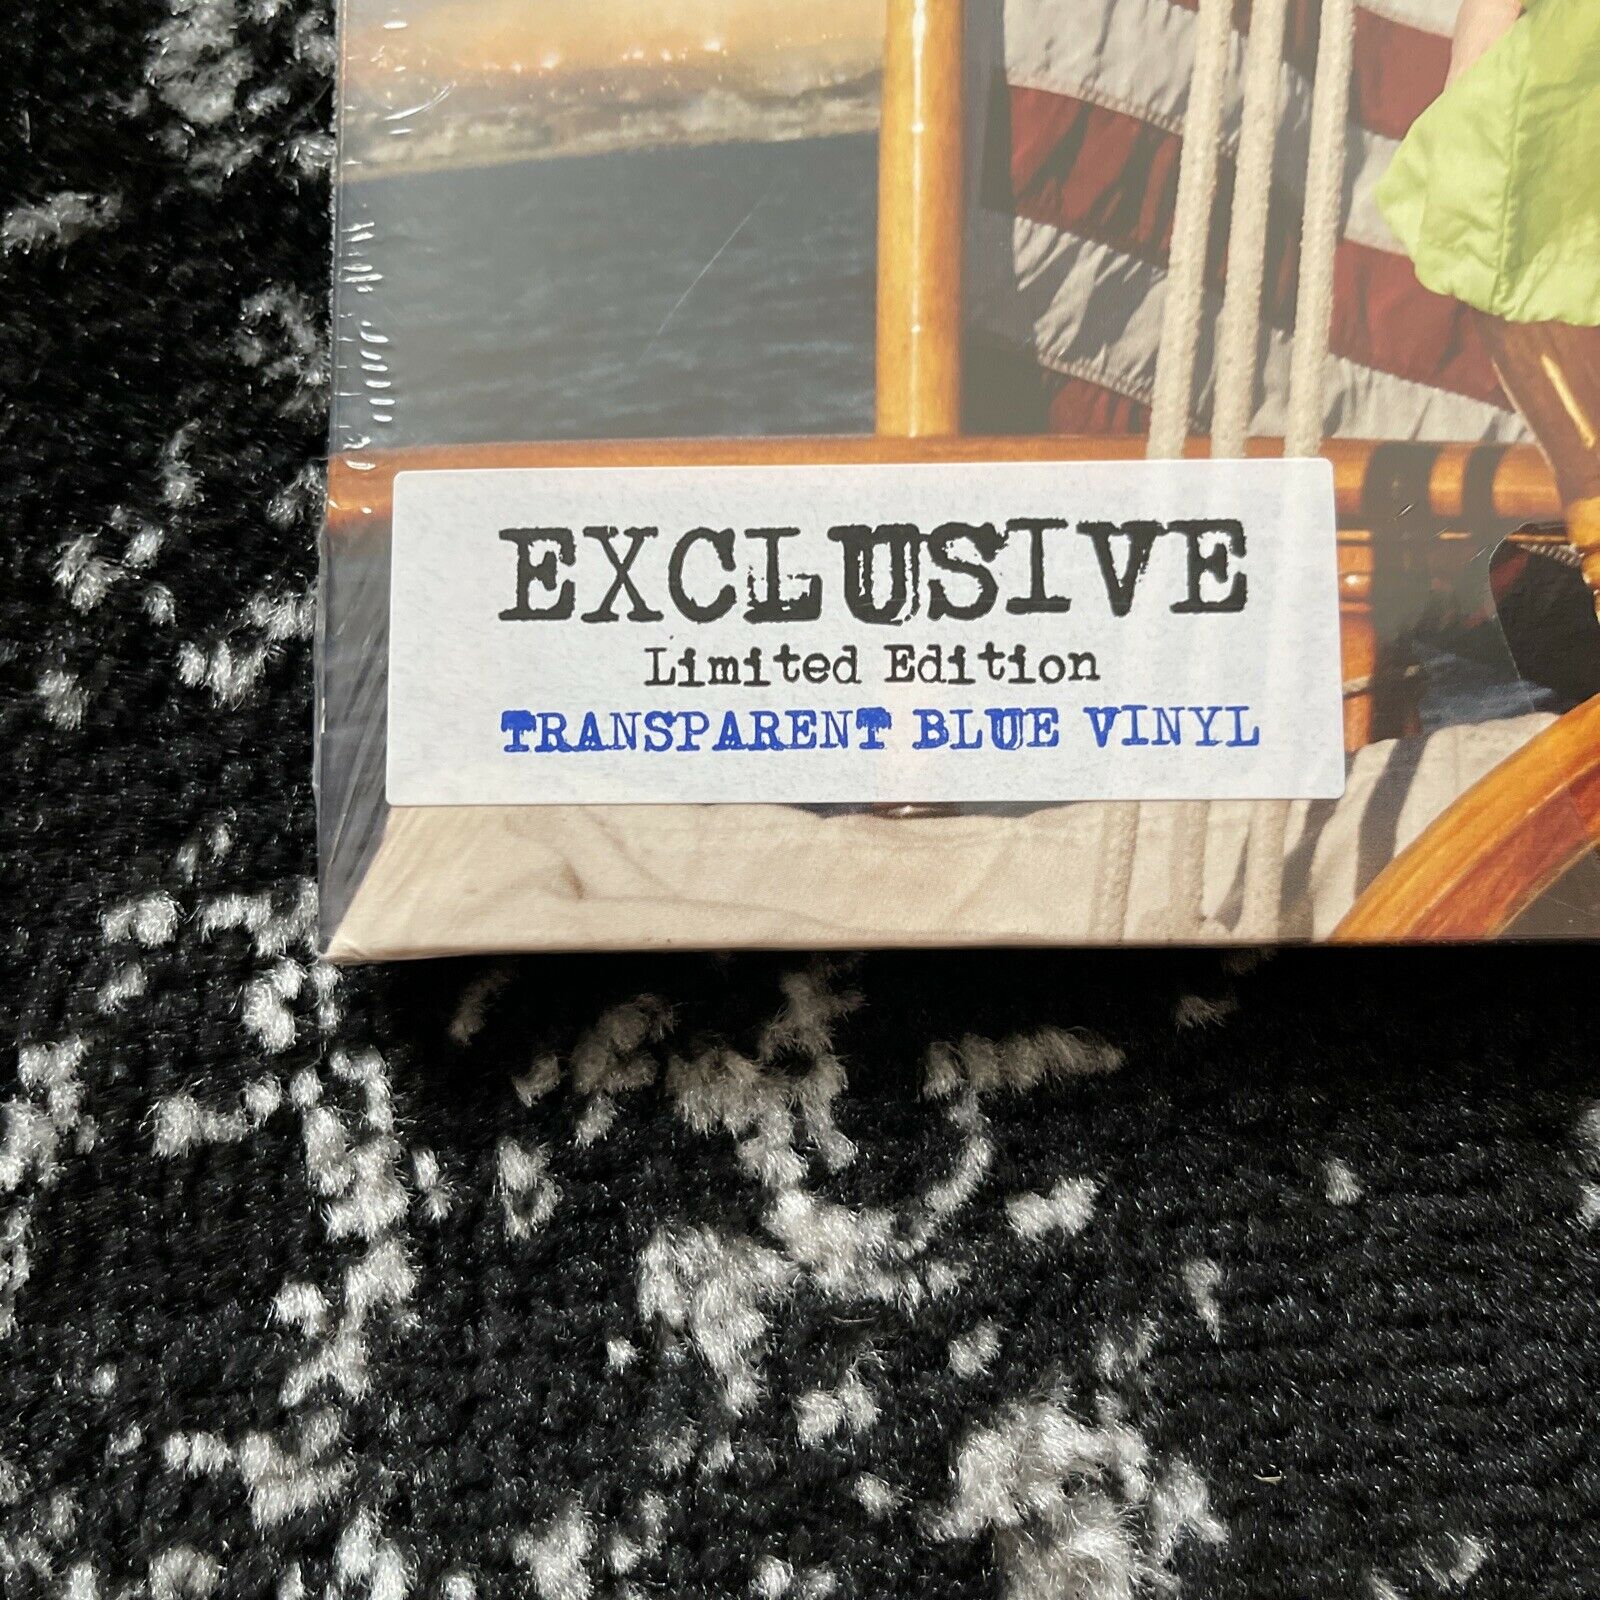 EXCLUSIVE
Limited Edition
TRANSPARENT BLUE VINYL